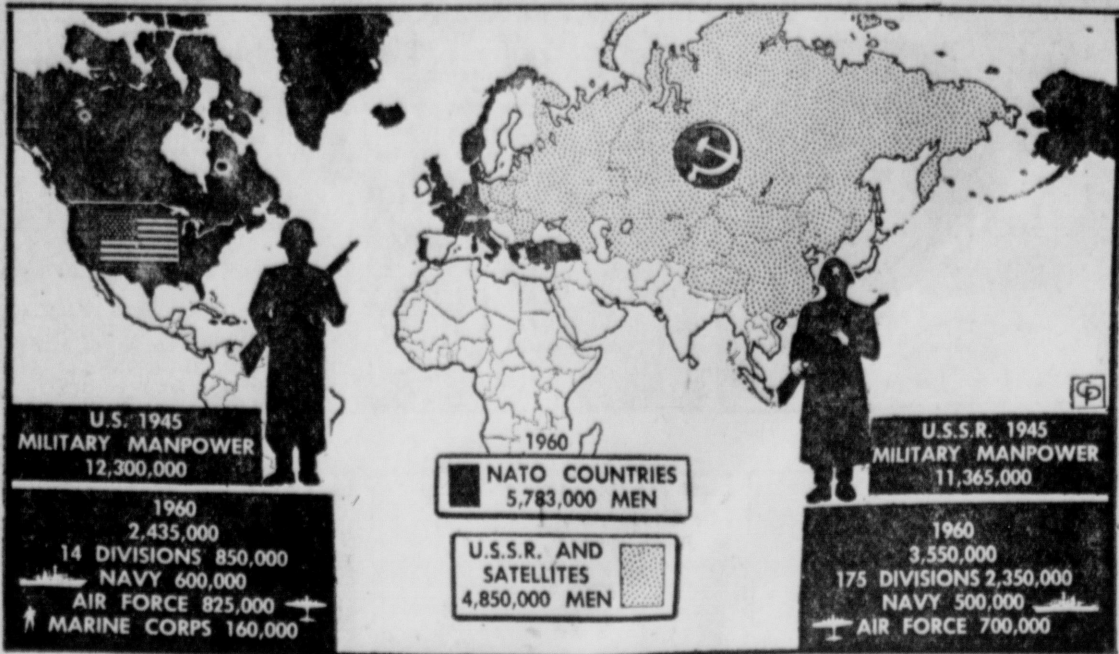 U.S. 1945
MILITARY MANPOWER
12,300,000
1960
2,435,000
14 DIVISIONS 850,000
NAVY 600,000
AIR FORCE 825,000
MARINE CORPS 160,000
1960
NATO COUNTRIES
5,783,000 MEN
U.S.S.R. AND
SATELLITES
4,850,000 MEN
CP
U.S.S.R. 1945
MILITARY MANPOWER
11,365,000
1960
3,550,000
175 DIVISIONS 2,350,000
NAVY 500,000
AIR FORCE 700,000